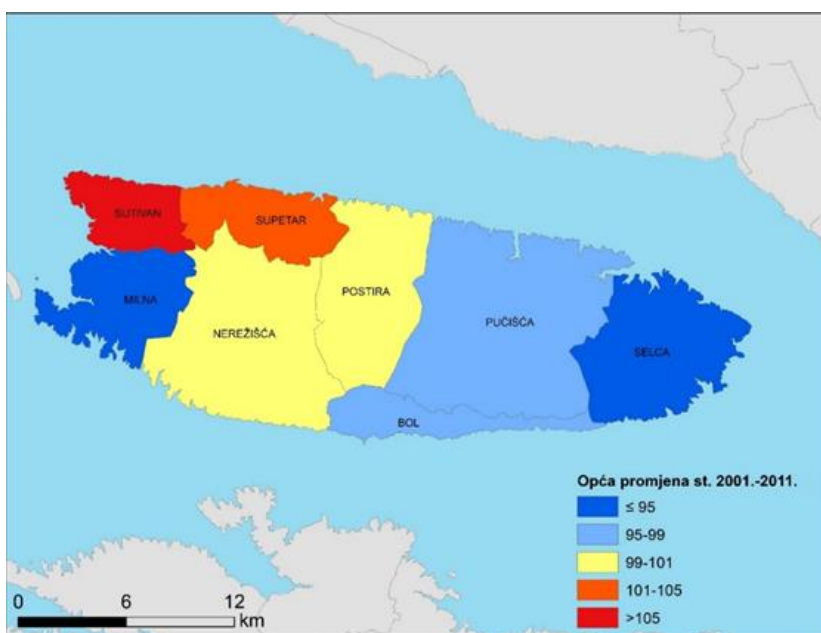 SUTIVAN
SUPETAR
MILNA
NEREŽIŠĆA
POSTIRA
PUČIŠĆA
SELCA
BOL
Opća promjena st. 2001.-2011.
≤ 95
95-99
99-101
101-105
>105
0 6 12
km